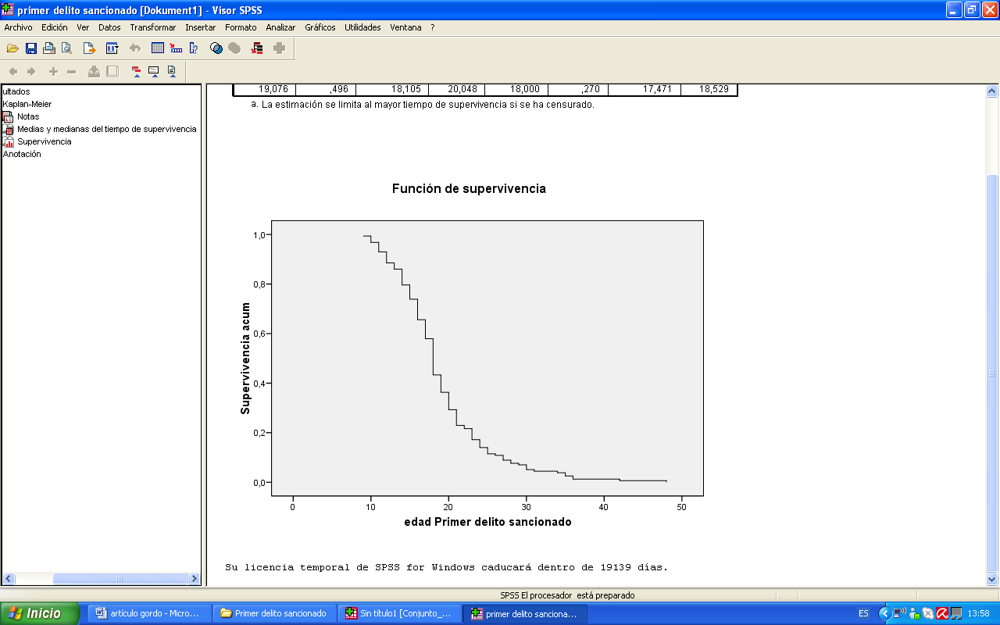 primer delito sancionado [Dokument1] - Visor SPSS
Archivo Edición Ver Datos Transformar Insertar Formato Analizar Gráficos Utilidades Ventana ?
ultados
Kaplan-Meier
Notas
Medias y medianas del tiempo de supervivencia
Supervivencia
Anotación
19,076 ,496 18,105 20,048 18,000 ,270 17,471 18,529
a. La estimación se limita al mayor tiempo de supervivencia si se ha censurado.
Función de supervivencia
Supervivencia acum
1,0
0,8
0,6
0,4
0,2
0,0
0 10 20 30 40 50
edad Primer delito sancionado
Su licencia temporal de SPSS for Windows caducará dentro de 19139 días.
SPSS El procesador está preparado
Inicio
artículo gordo - Micro...
Primer delito sancionado
Sin título1 [Conjunto_...
primer delito sanciona...
ES
13:58